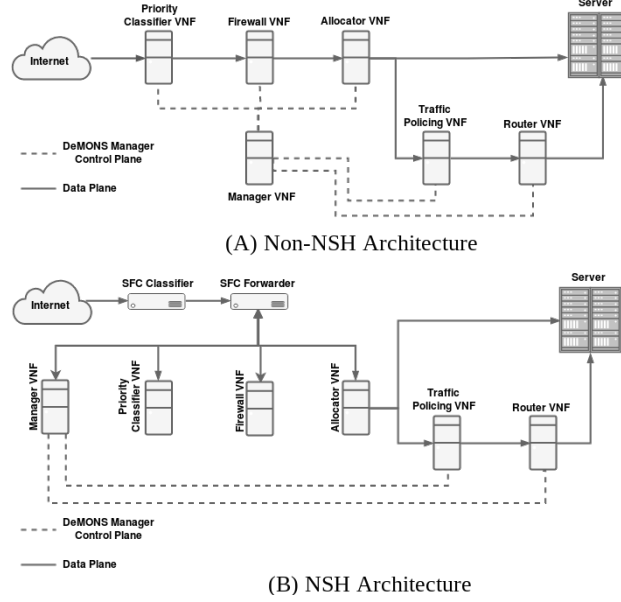 Priority
Classifier VNF
Firewall VNF
Allocator VNF
Server
Internet
Traffic
Policing VNF
Router VNF
DeMONS Manager
Control Plane
Data Plane
Manager VNF
(A) Non-NSH Architecture
SFC Classifier
SFC Forwarder
Server
Internet
Manager VNF
Priority
Classifier VNF
Firewall VNF
Allocator VNF
Traffic
Policing VNF
Router VNF
DeMONS Manager
Control Plane
Data Plane
(B) NSH Architecture